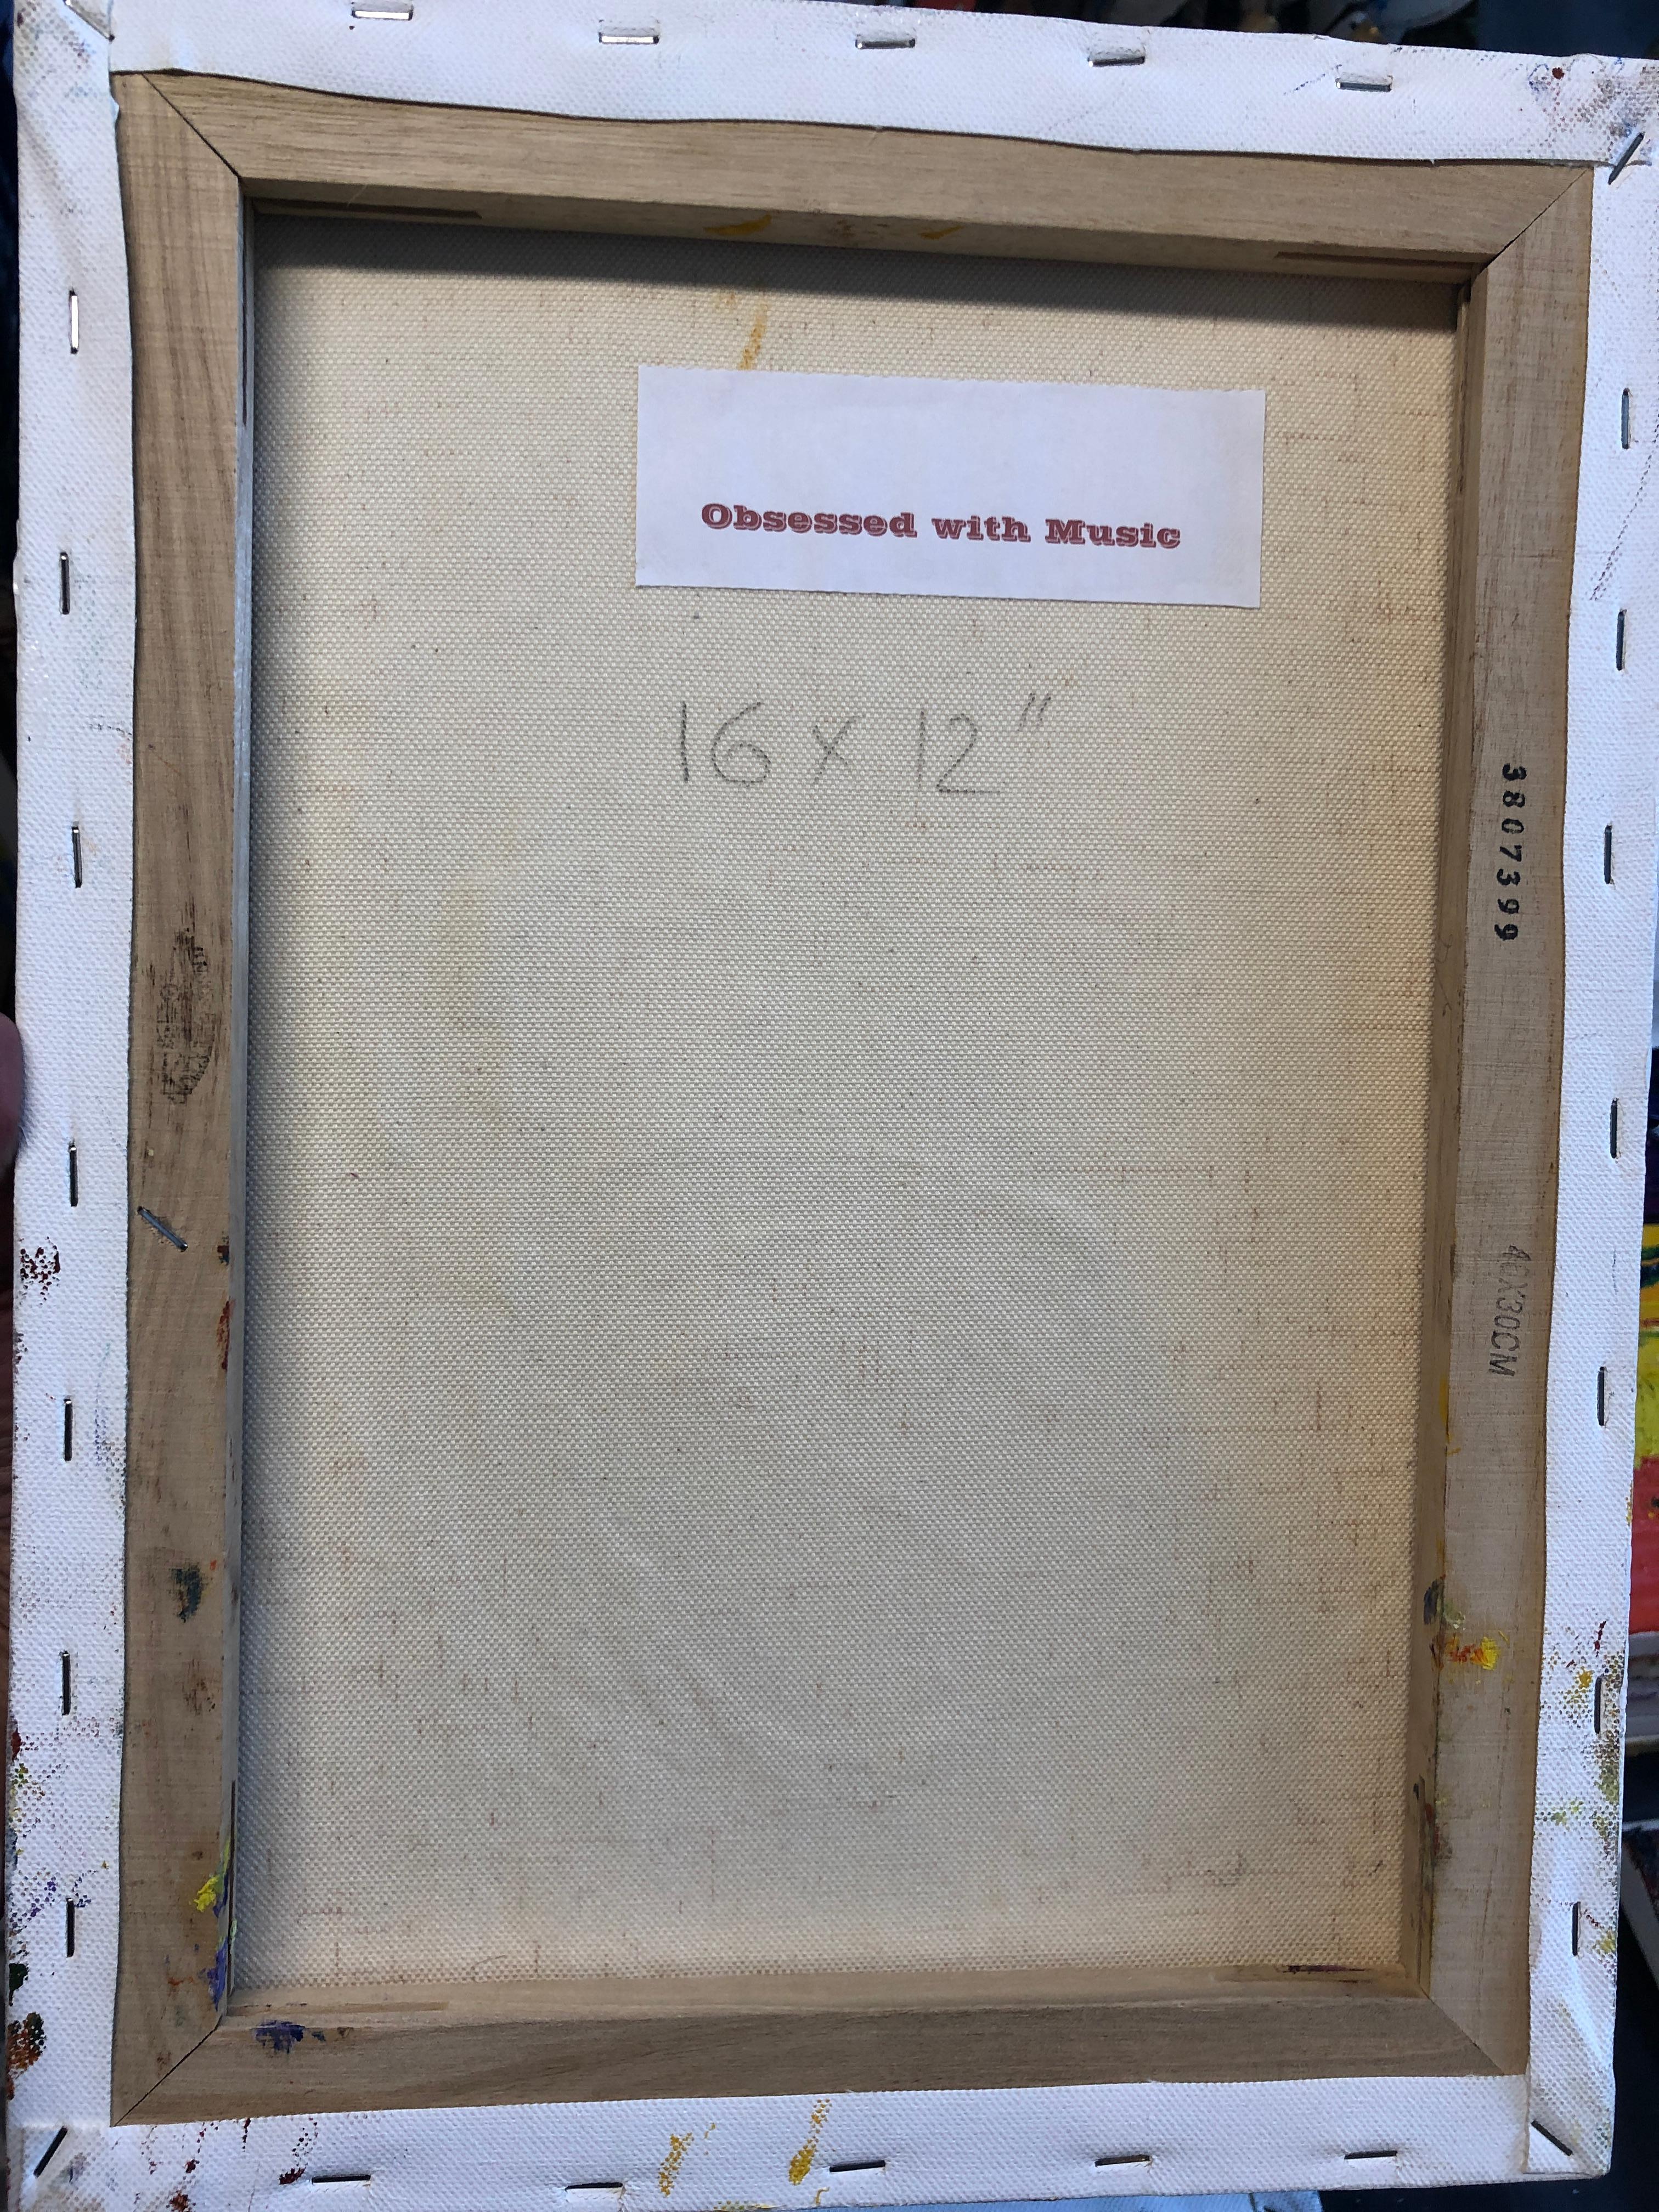 Obsessed with Music
16 x 12"
3807399
40X30CM